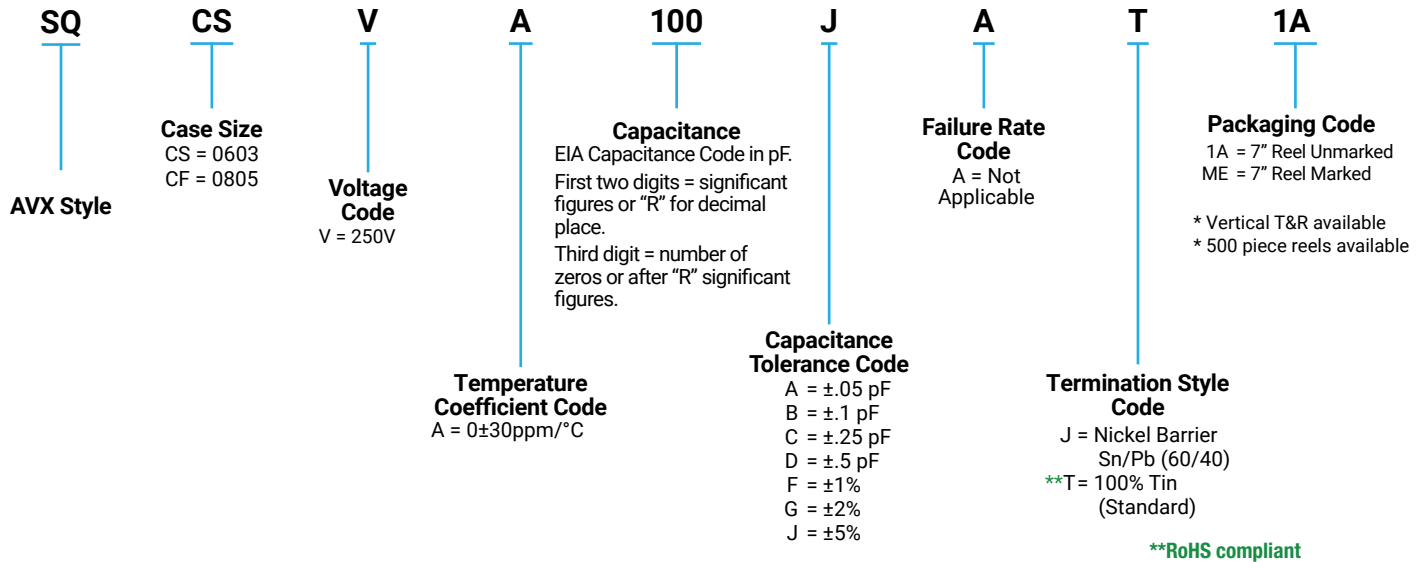 SQ CS V A 100 J A T 1A
AVX Style
Case Size
CS = 0603
CF = 0805
Voltage
Code
V = 250V
Temperature
Coefficient Code
A = 0±30ppm/°C
Capacitance
EIA Capacitance Code in pF.
First two digits = significant
figures or “R” for decimal
place.
Third digit = number of
zeros or after “R” significant
figures.
Capacitance
Tolerance Code
A = ±.05 pF
B = ±.1 pF
C = ±.25 pF
D = ±.5 pF
F = ±1%
G = ±2%
J = ±5%
Failure Rate
Code
A = Not
Applicable
Termination Style
Code
J = Nickel Barrier
Sn/Pb (60/40)
**T = 100% Tin
(Standard)
**RoHS compliant
Packaging Code
1A = 7” Reel Unmarked
ME = 7” Reel Marked
* Vertical T&R available
* 500 piece reels available